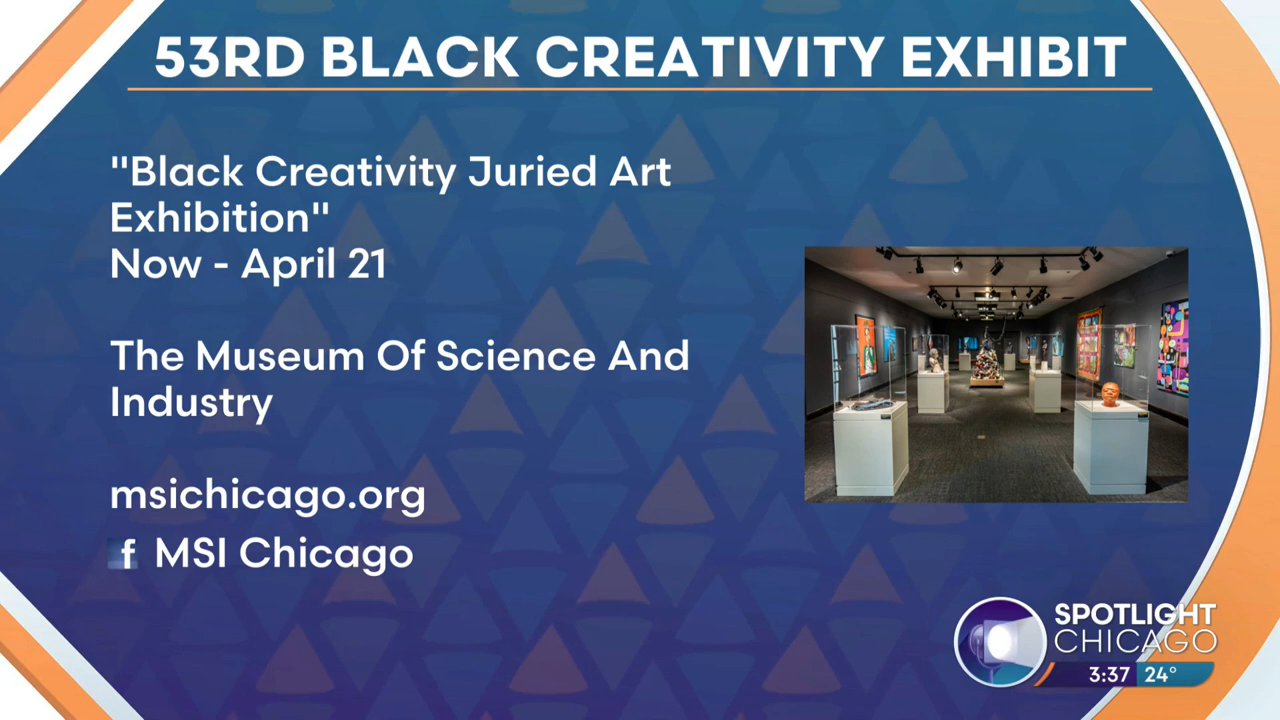 53RD BLACK CREATIVITY EXHIBIT
"Black Creativity Juried Art
Exhibition"
Now - April 21
The Museum Of Science And
Industry
msichicago.org
f MSI Chicago
SPOTLIGHT
CHICAGO
3:37 24°